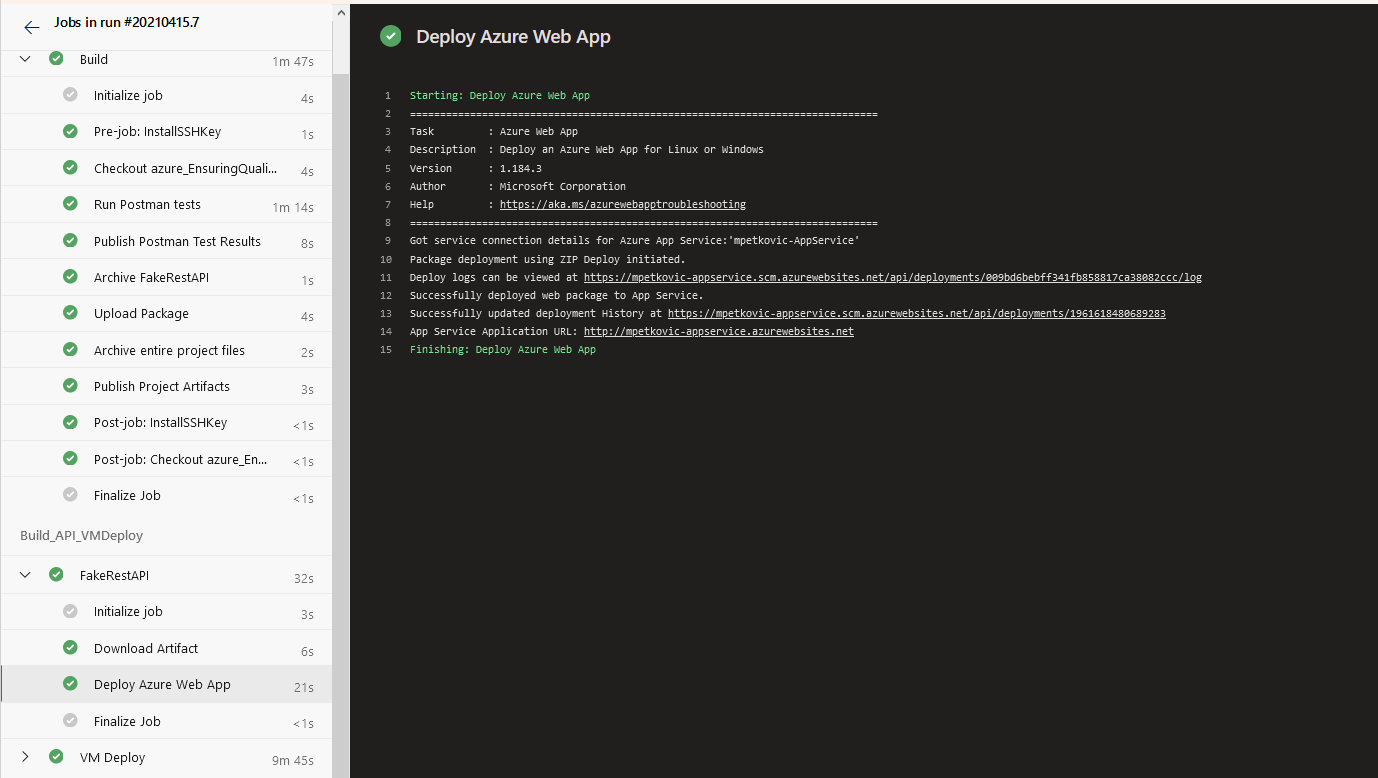 Jobs in run #20210415.7
Build 1m 47s
Initialize job 4s
Pre-job: InstallSSHKey 1s
Checkout azure_EnsuringQuali... 4s
Run Postman tests 1m 14s
Publish Postman Test Results 8s
Archive FakeRestAPI 1s
Upload Package 4s
Archive entire project files 2s
Publish Project Artifacts 3s
Post-job: InstallSSHKey <1s
Post-job: Checkout azure_En... <1s
Finalize Job <1s
Build_API_VMDeploy
FakeRestAPI 32s
Initialize job 3s
Download Artifact 6s
Deploy Azure Web App 21s
Finalize Job <1s
VM Deploy 9m 45s
Deploy Azure Web App
1 Starting: Deploy Azure Web App
2 ==============================================================================
3 Task : Azure Web App
4 Description : Deploy an Azure Web App for Linux or Windows
5 Version : 1.184.3
6 Author : Microsoft Corporation
7 Help : https://aka.ms/azurewebapptroubleshooting
8 ==============================================================================
9 Got service connection details for Azure App Service:'mpetkovic-AppService'
10 Package deployment using ZIP Deploy initiated.
11 Deploy logs can be viewed at https://mpetkovic-appservice.scm.azurewebsites.net/api/deployments/009bd6bebff341fb858817ca38082ccc/log
12 Successfully deployed web package to App Service.
13 Successfully updated deployment History at https://mpetkovic-appservice.scm.azurewebsites.net/api/deployments/1961618480689283
14 App Service Application URL: http://mpetkovic-appservice.azurewebsites.net
15 Finishing: Deploy Azure Web App